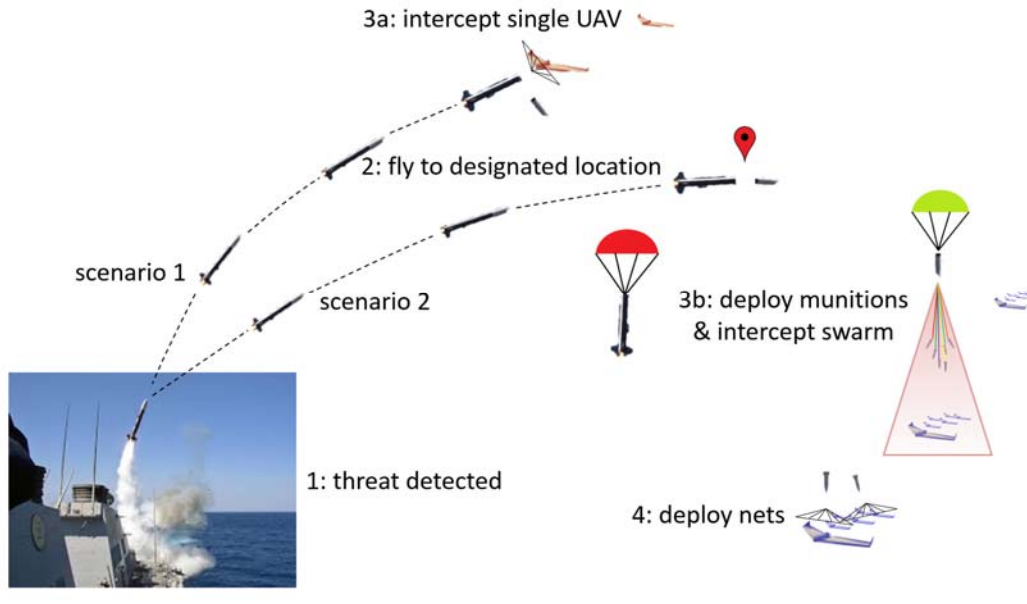 3a: intercept single UAV
2: fly to designated location
scenario 1
scenario 2
3b: deploy munitions
& intercept swarm
1: threat detected
4: deploy nets